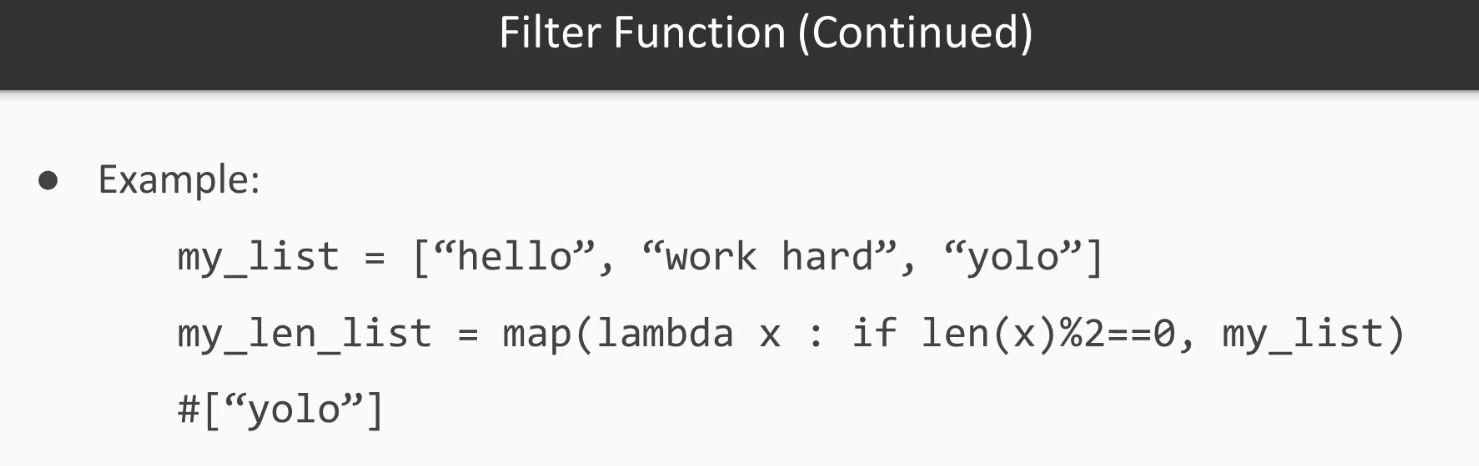 Filter Function (Continued)
● Example:
my_list = [“hello”, “work hard”, “yolo”]
my_len_list = map(lambda x : if len(x)%2==0, my_list)
#[“yolo”]